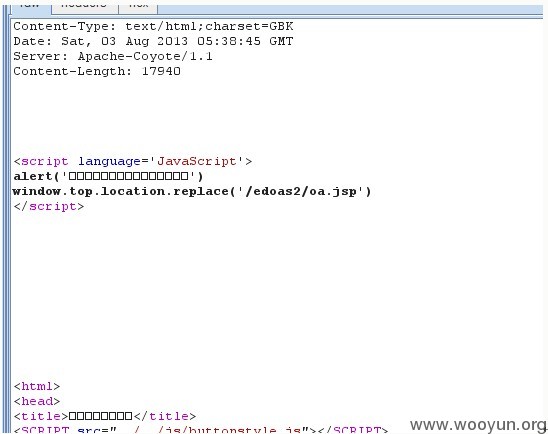 Raw Headers Hex
Content-Type: text/html;charset=GBK
Date: Sat, 03 Aug 2013 05:38:45 GMT
Server: Apache-Coyote/1.1
Content-Length: 17940
<script language='JavaScript'>
alert('□□□□□□□□□□□□□□□')
window.top.location.replace('/edoas2/oa.jsp')
</script>
<html>
<head>
<title>□□□□□□□□</title>
<SCRIPT src="../../js/buttonstyle.js"></SCRIPT>
www.wooyun.org